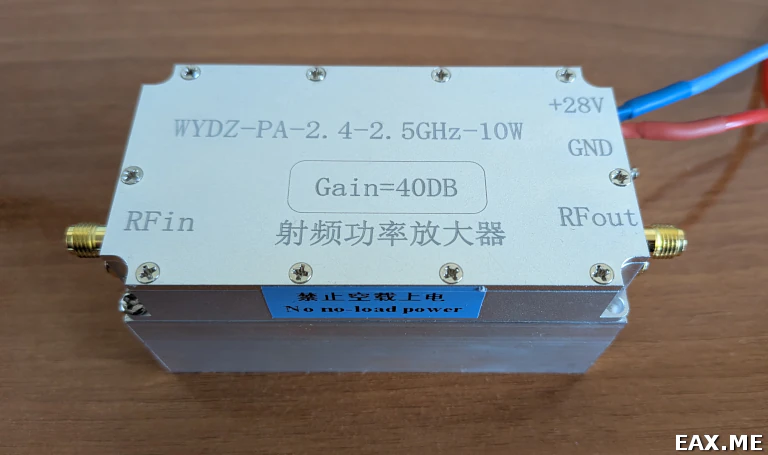 +28V
WYDZ-PA-2.4-2.5GHz-10W
GND
Gain=40DB
RFin
RFout
射频功率放大器
禁止空载上电
No no-load power
EAX.ME